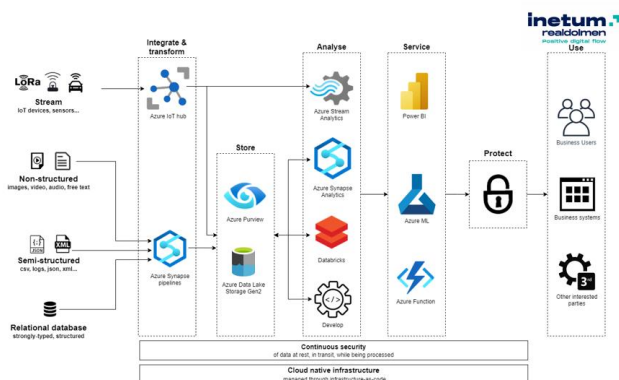 inetum.
realdolmen
Positive digital flow
Integrate &
transform
Analyse
Service
Use
LoRa
Stream
IoT devices, sensors...
Azure IoT hub
Azure Stream
Analytics
Power BI
Business Users
Store
Protect
Non-structured
images, video, audio, free text
Azure Purview
Azure Synapse
Analytics
Azure ML
Business systems
{;}
JSON
XML
Semi-structured
csv, logs, json, xml...
Azure Synapse
pipelines
Azure Data Lake
Storage Gen2
Databricks
Azure Function
3rd
Other interested
parties
</>
Develop
Relational database
strongly-typed, structured
Continuous security
of data at rest, in transit, while being processed
Cloud native infrastructure
managed through infrastructure-as-code